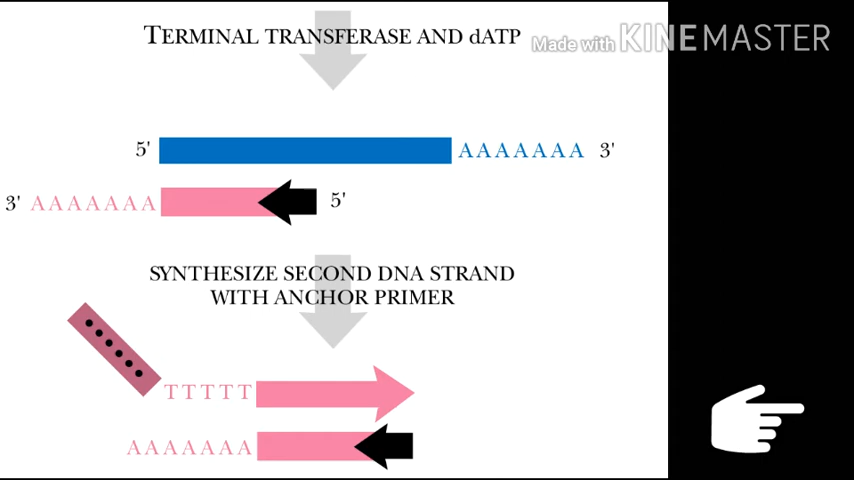 TERMINAL TRANSFERASE AND dATP
Made with KINEMASTER
5' AAAAAAA 3'
3' AAAAAAA 5'
SYNTHESIZE SECOND DNA STRAND
WITH ANCHOR PRIMER
TTTTT
AAAAAAA